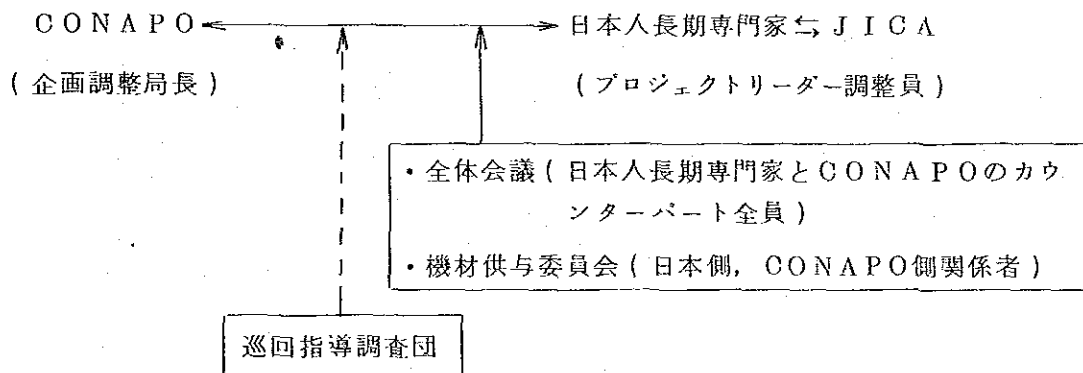 CONAPO ←→ 日本人長期専門家⇆JICA
(企画調整局長) (プロジェクトリーダー調整員)
・全体会議(日本人長期専門家とCONAPOのカウ
ンターパート全員)
・機材供与委員会(日本側,CONAPO側関係者)
巡回指導調査団